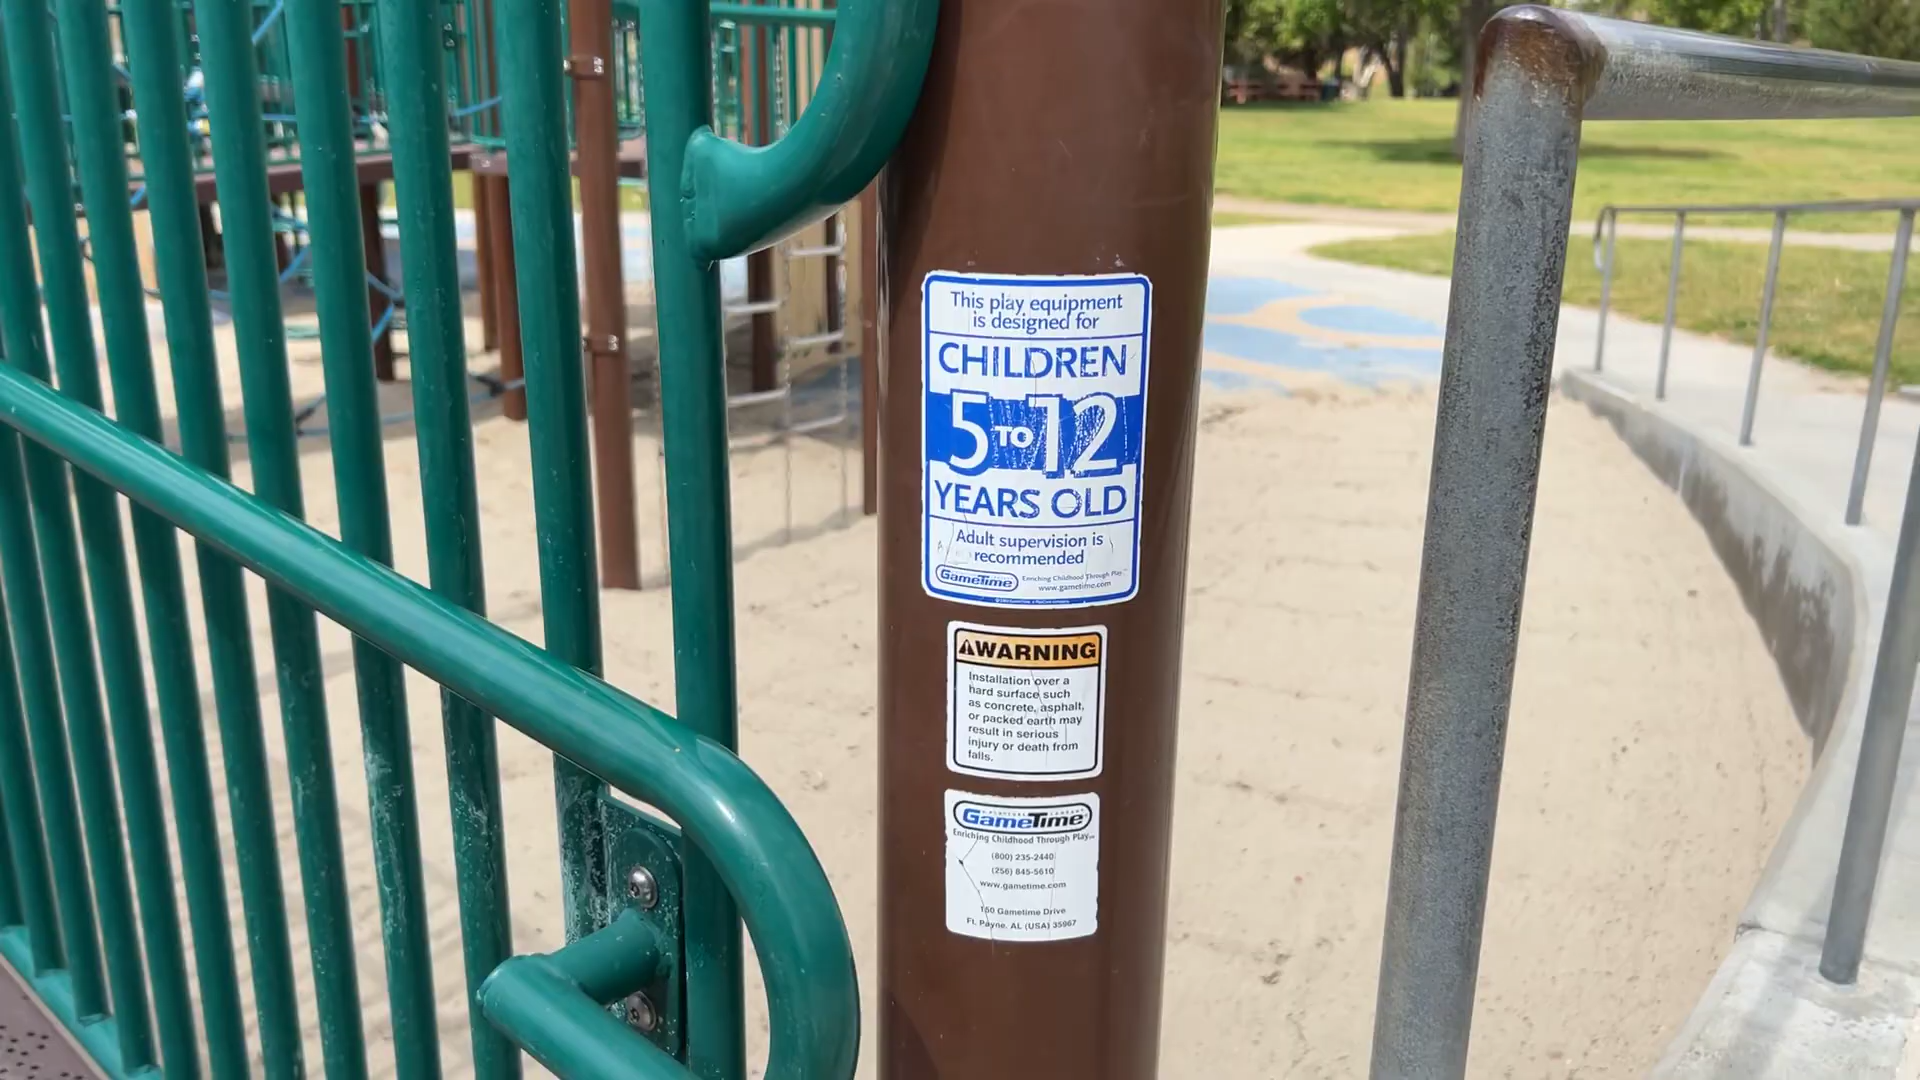 This play equipment
is designed for
CHILDREN
5 TO 12
YEARS OLD
Adult supervision is
recommended
GameTime
Enriching Childhood Through Play™
www.gametime.com
WARNING
Installation over a
hard surface such
as concrete, asphalt,
or packed earth may
result in serious
injury or death from
falls.
GameTime
Enriching Childhood Through Play
(800) 235-2440
(256) 845-5610
www.gametime.com
150 Gametime Drive
Ft. Payne, AL (USA) 35967